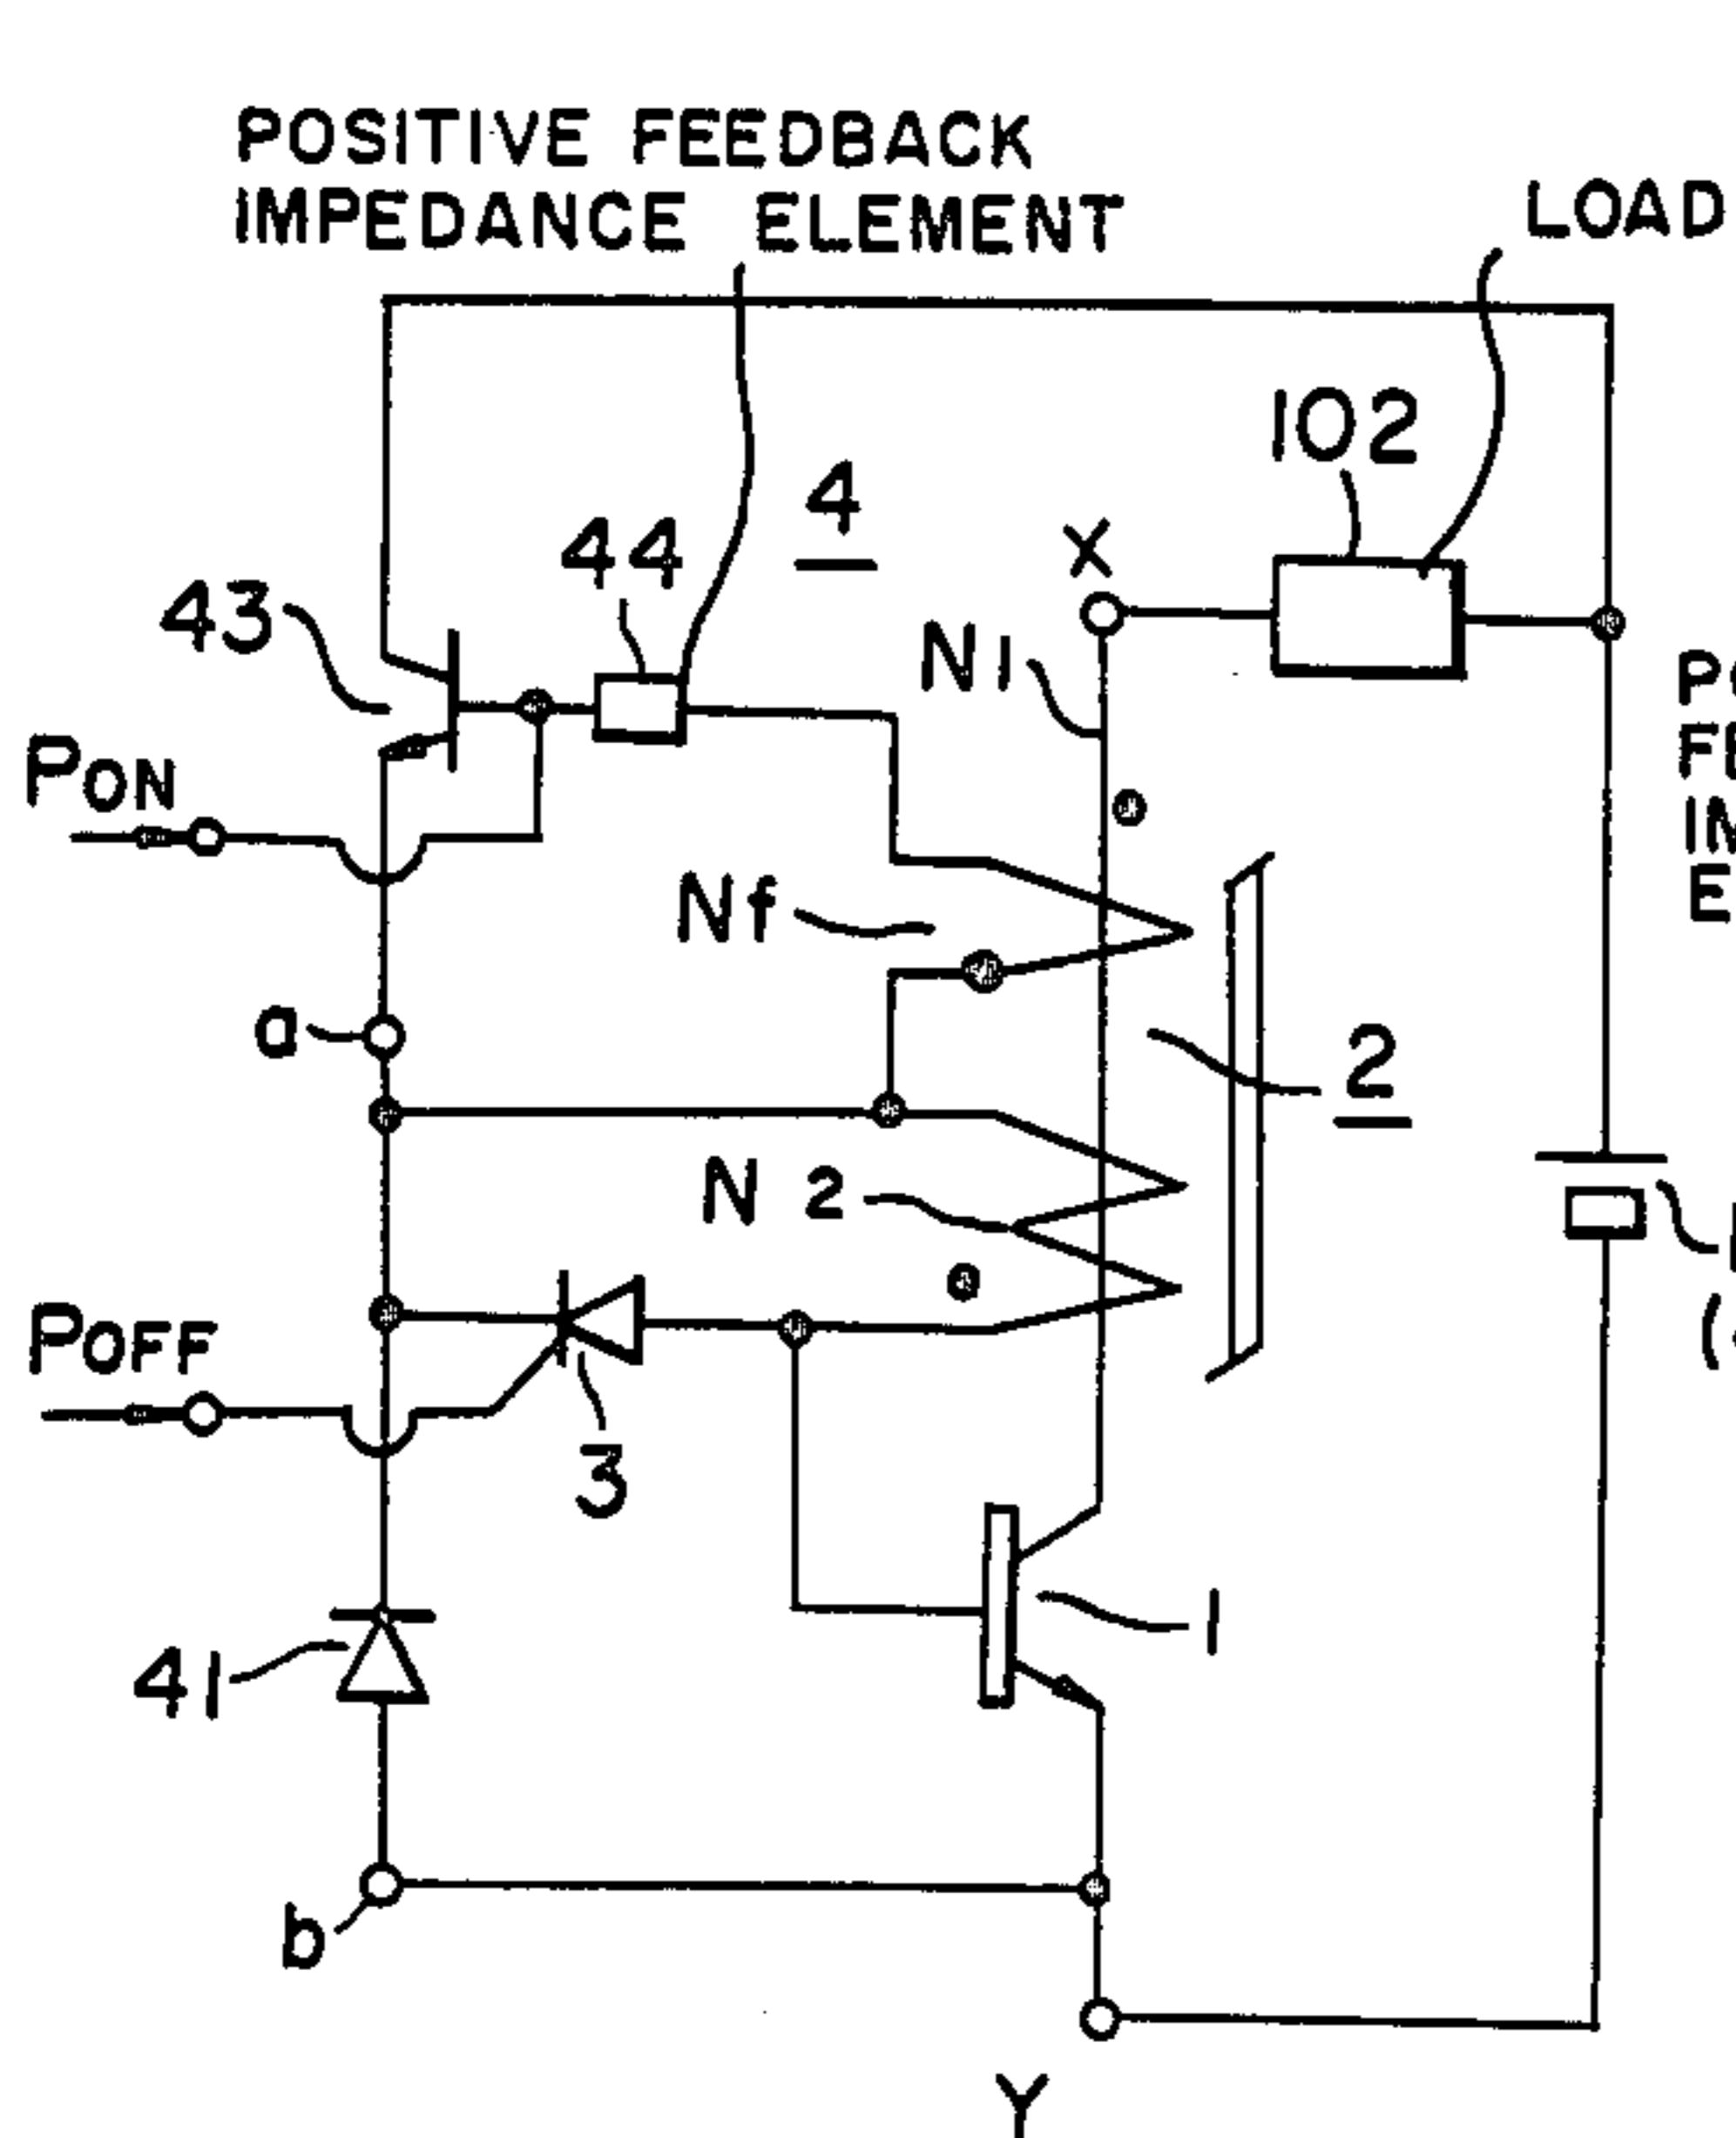 POSITIVE FEEDBACK
IMPEDANCE ELEMENT
LOAD
102
4
44
X
43
N1
PON
Nf
a
2
N 2
POFF
3
1
41
b
Y